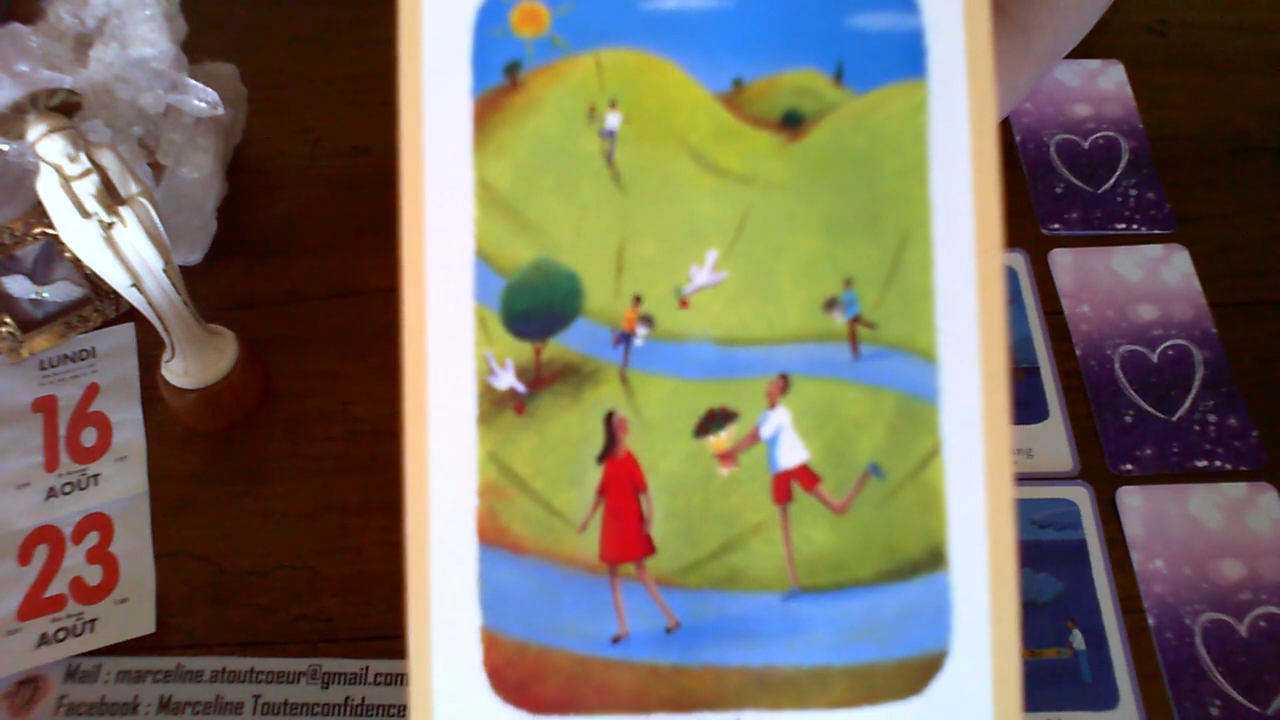 LUNDI
16
AOÛT
23
AOÛT
Mail : marceline.atoutcoeur@gmail.com
Facebook : Marceline Toutenconfidence